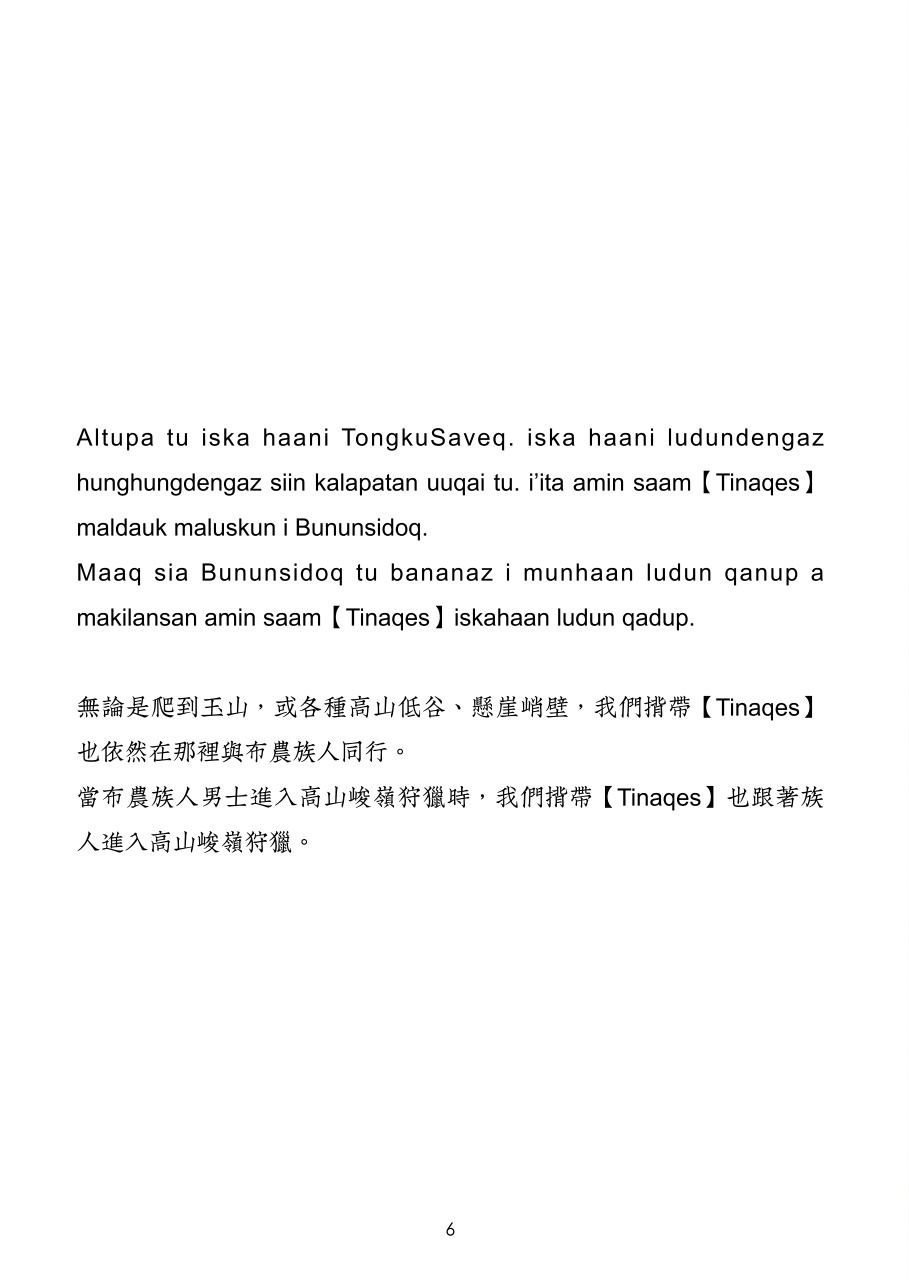 Altupa tu iska haani TongkuSaveq. iska haani ludundengaz
hunghungdengaz siin kalapatan uuqai tu. i’ita amin saam【Tinaqes】
maldauk maluskun i Bununsidoq.
Maaq sia Bununsidoq tu bananaz i munhaan ludun qanup a
makilansan amin saam【Tinaqes】iskahaan ludun qadup.
無論是爬到玉山，或各種高山低谷、懸崖峭壁，我們揹帶【Tinaqes】
也依然在那裡與布農族人同行。
當布農族人男士進入高山峻嶺狩獵時，我們揹帶【Tinaqes】也跟著族
人進入高山峻嶺狩獵。
6